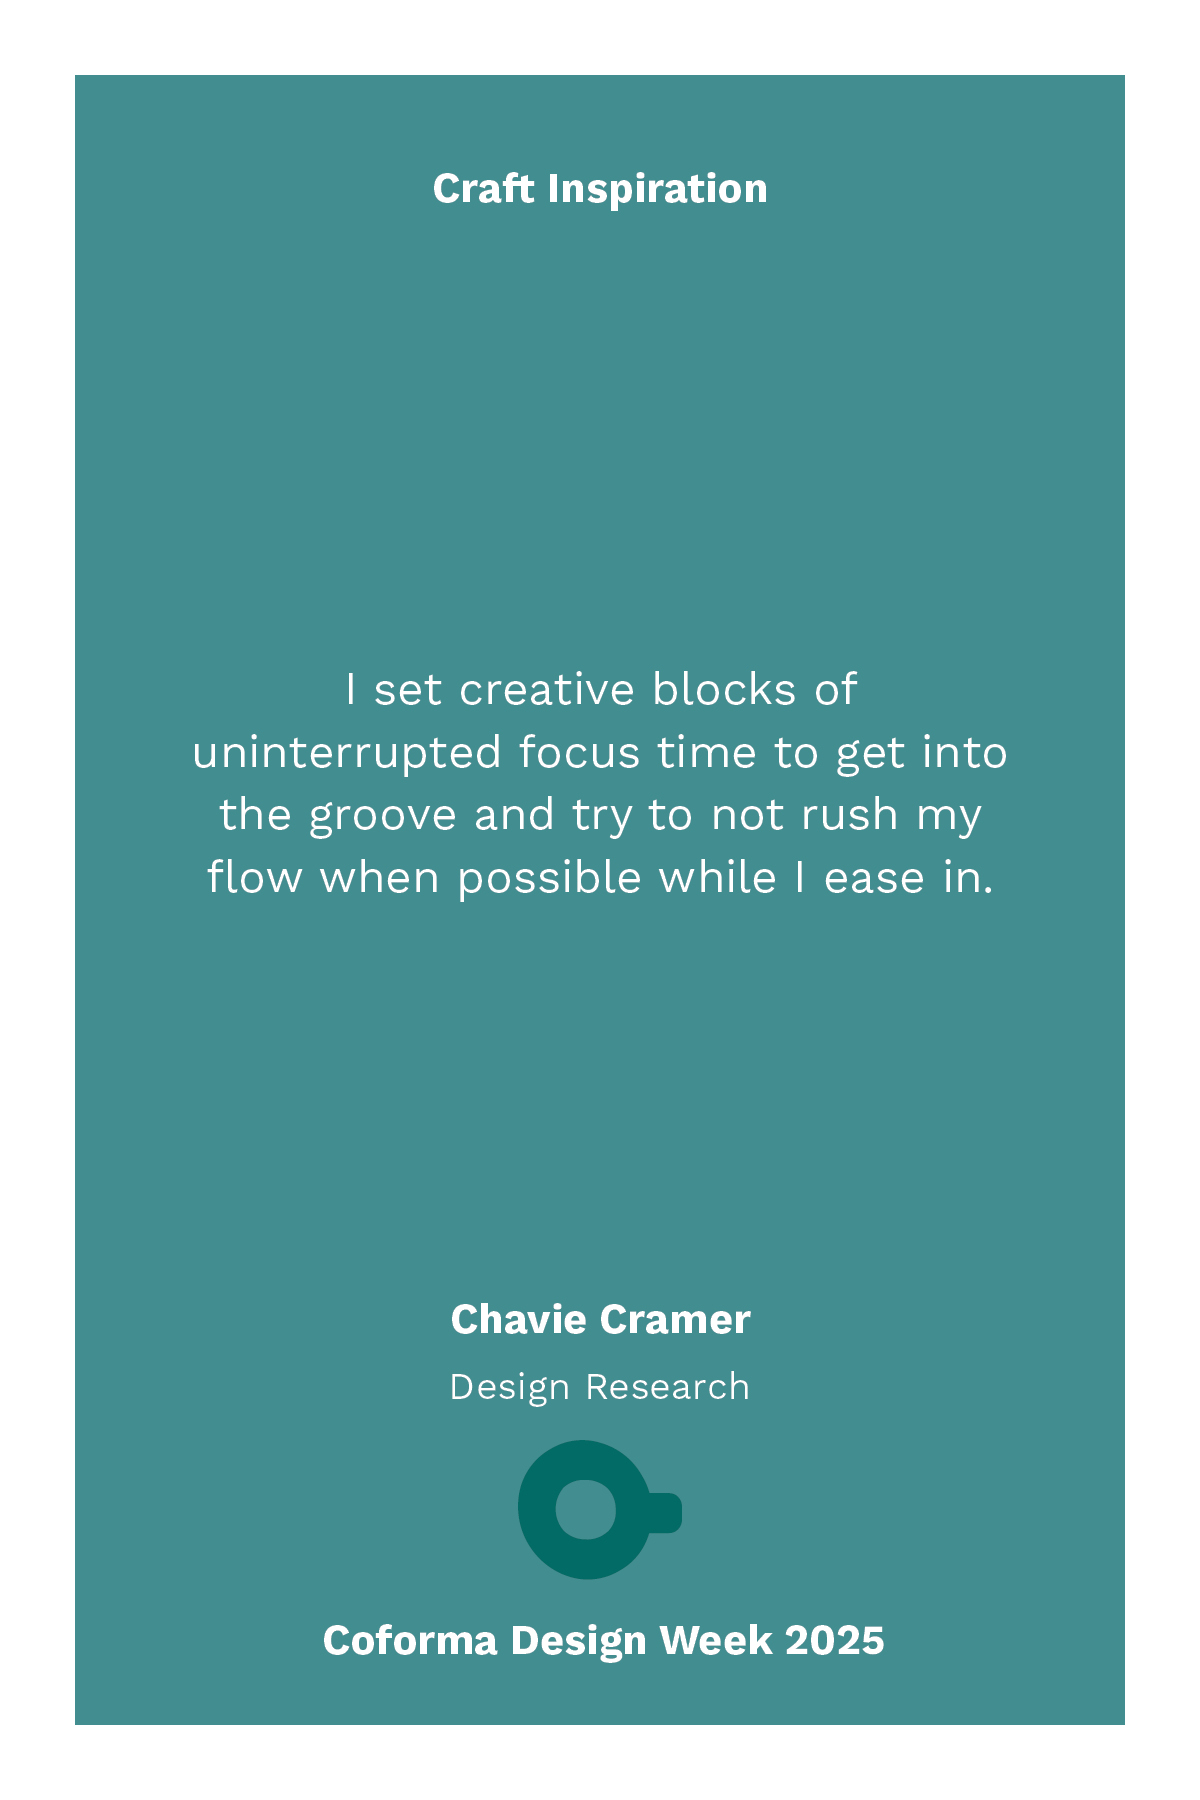 Craft Inspiration
I set creative blocks of
uninterrupted focus time to get into
the groove and try to not rush my
flow when possible while I ease in.
Chavie Cramer
Design Research
Coforma Design Week 2025